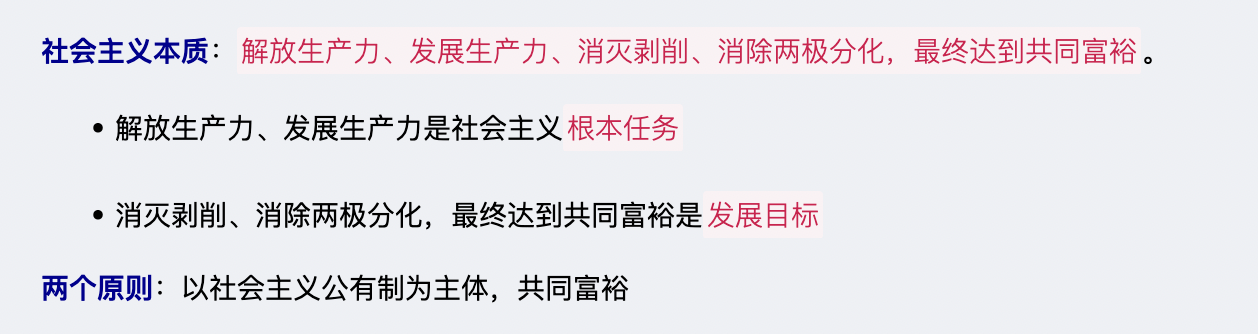 社会主义本质：解放生产力、发展生产力、消灭剥削、消除两极分化，最终达到共同富裕。
• 解放生产力、发展生产力是社会主义根本任务
• 消灭剥削、消除两极分化，最终达到共同富裕是发展目标
两个原则：以社会主义公有制为主体，共同富裕